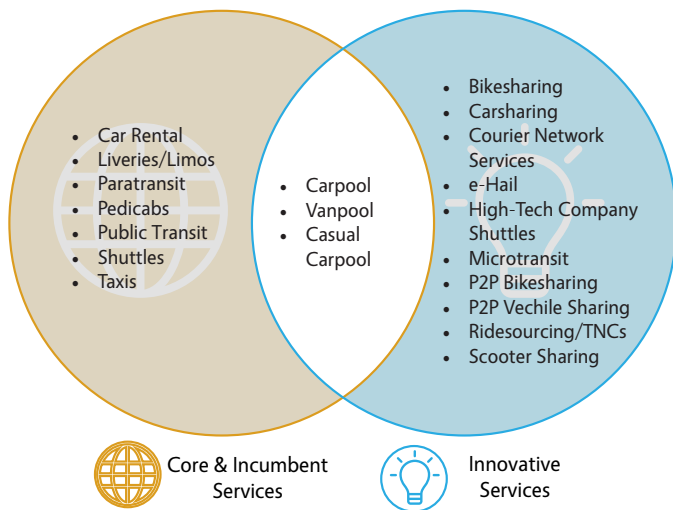 • Car Rental
• Liveries/Limos
• Paratransit
• Pedicabs
• Public Transit
• Shuttles
• Taxis
• Carpool
• Vanpool
• Casual
Carpool
• Bikesharing
• Carsharing
• Courier Network
Services
• e-Hail
• High-Tech Company
Shuttles
• Microtransit
• P2P Bikesharing
• P2P Vechile Sharing
• Ridesourcing/TNCs
• Scooter Sharing
Core & Incumbent
Services
Innovative
Services